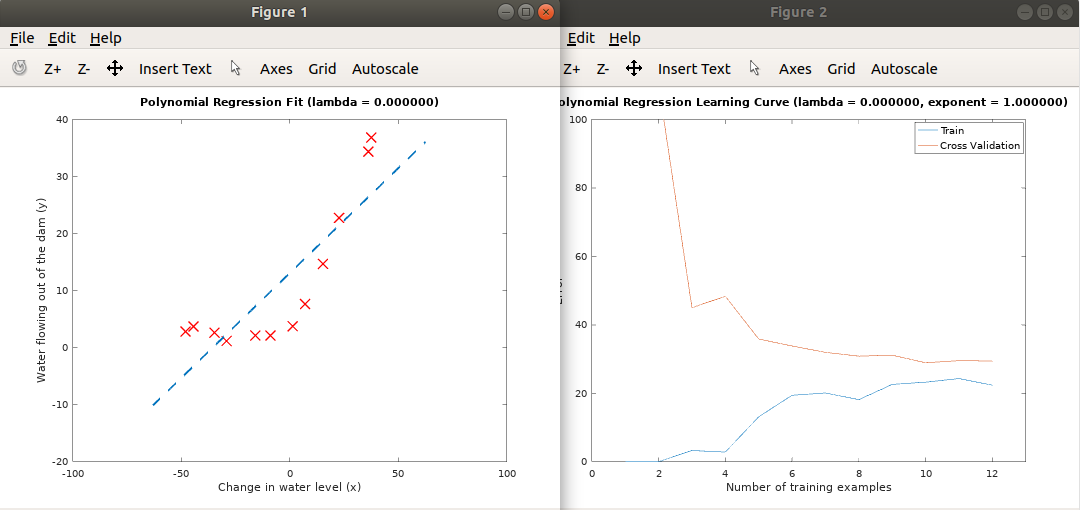 Figure 1
File Edit Help
Z+ Z- Insert Text Axes Grid Autoscale
Polynomial Regression Fit (lambda = 0.000000)
Water flowing out of the dam (y)
40
30
20
10
0
-10
-20
-100 -50 0 50 100
Change in water level (x)
Figure 2
Edit Help
Z+ Z- Insert Text Axes Grid Autoscale
olynomial Regression Learning Curve (lambda = 0.000000, exponent = 1.000000)
Train
Cross Validation
100
80
60
40
20
0
0 2 4 6 8 10 12
Number of training examples